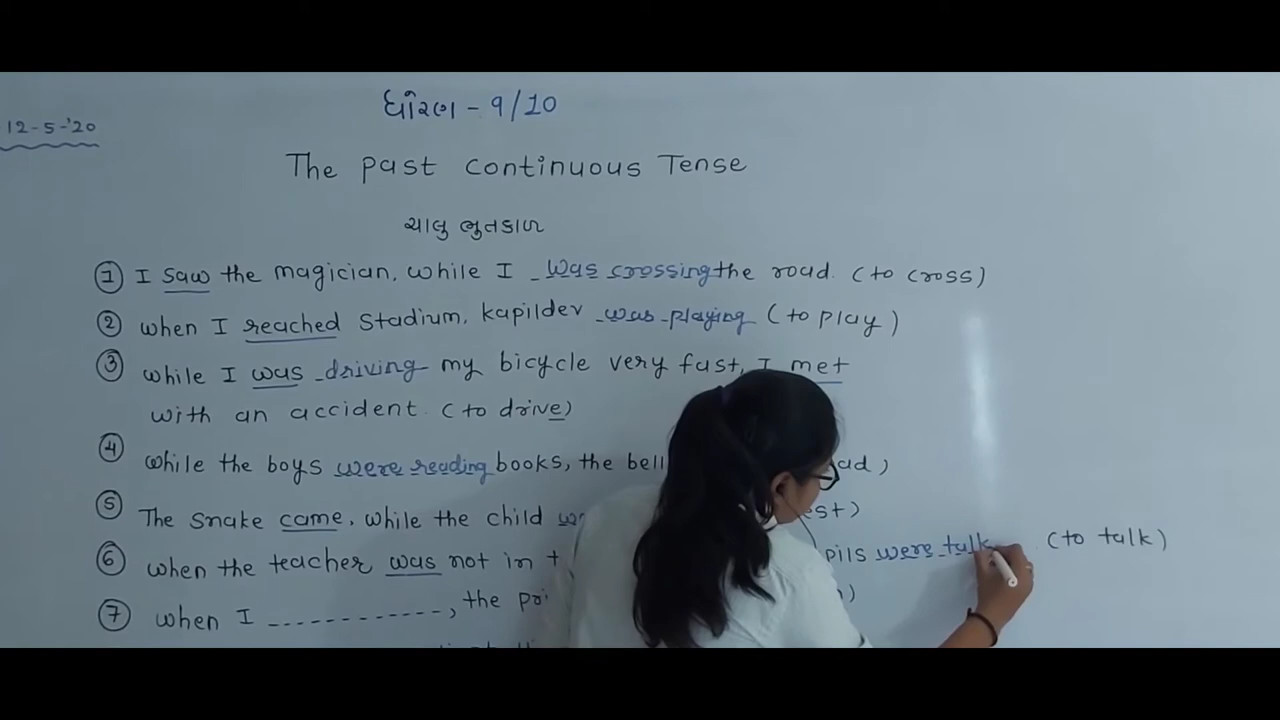 12-5-'20
ધોરણ - 9/10
The past continuous Tense
ચાલુ ભુતકાળ
① I saw the magician, while I was crossing the road. (to cross)
② when I reached Stadium, kapildev was playing (to play)
③ while I was driving my bicycle very fast, I met
with an accident. (to drive)
④ while the boys were reading books, the bell
⑤ The snake came, while the child
⑥ when the teacher was not in were talk (to talk)
⑦ when I ------------, the